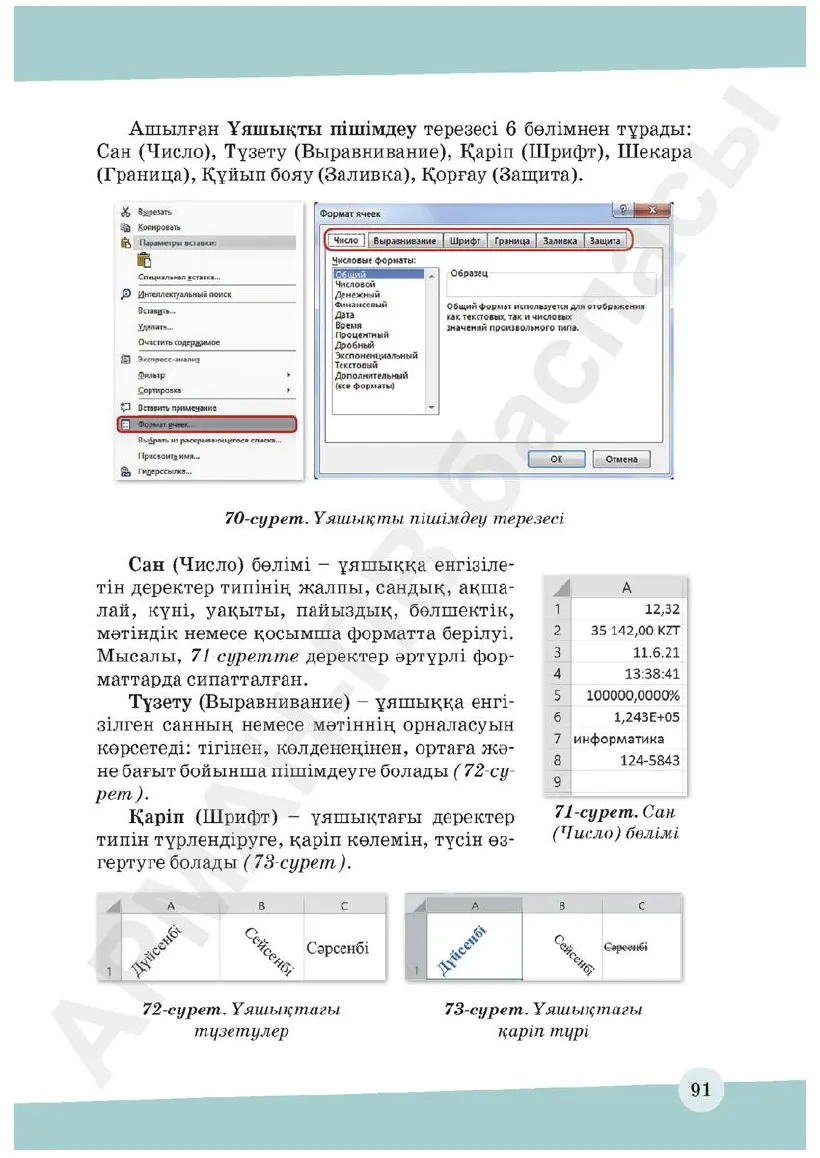 Ашылған Ұяшықты пішімдеу терезесі 6 бөлімнен тұрады:
Сан (Число), Түзету (Выравнивание), Қаріп (Шрифт), Шекара
(Граница), Құйып бояу (Заливка), Қорғау (Защита).
Вырезать
Копировать
Параметры вставки:
Специальная вставка...
Интеллектуальный поиск
Вставить...
Удалить...
Очистить содержимое
Экспресс-анализ
Фильтр
Сортировка
Вставить примечание
Формат ячеек...
Выбрать из раскрывающегося списка...
Присвоить имя...
Гиперссылка...
Формат ячеек
Число Выравнивание Шрифт Граница Заливка Защита
Числовые форматы:
Общий
Числовой
Денежный
Финансовый
Дата
Время
Процентный
Дробный
Экспоненциальный
Текстовый
Дополнительный
(все форматы)
Образец
Общий формат используется для отображения
как текстовых, так и числовых
значений произвольного типа.
ОК Отмена
70-сурет. Ұяшықты пішімдеу терезесі
Сан (Число) бөлімі – ұяшыққа енгізіле-
тін деректер типінің жалпы, сандық, ақша-
лай, күні, уақыты, пайыздық, бөлшектік,
мәтіндік немесе қосымша форматта берілуі.
Мысалы, 71 суретте деректер әртүрлі фор-
маттарда сипатталған.
Түзету (Выравнивание) – ұяшыққа енгі-
зілген санның немесе мәтіннің орналасуын
көрсетеді: тігінен, көлденеңінен, ортаға жә-
не бағыт бойынша пішімдеуге болады (72-су-
рет).
Қаріп (Шрифт) – ұяшықтағы деректер
типін түрлендіруге, қаріп көлемін, түсін өз-
гертуге болады (73-сурет).
A
1 12,32
2 35 142,00 KZT
3 11.6.21
4 13:38:41
5 100000,0000%
6 1,243E+05
7 информатика
8 124-5843
9
71-сурет. Сан
(Число) бөлімі
A B C
1 Дүйсенбі Сейсенбі Сәрсенбі
72-сурет. Ұяшықтағы
түзетулер
A B C
1 Дүйсенбі Сейсенбі Сәрсенбі
73-сурет. Ұяшықтағы
қаріп түрі
91
АРМАН-ПВ баспасы